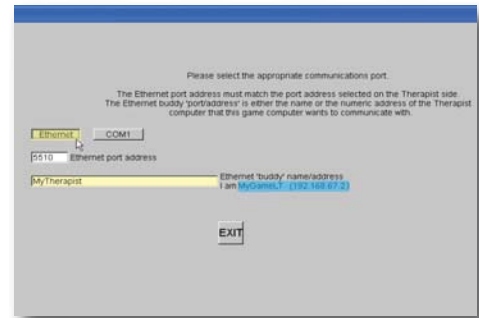 Please select the appropriate communications port.
The Ethernet port address must match the port address selected on the Therapist side.
The Ethernet buddy 'port/address' is either the name or the numeric address of the Therapist
computer that this game computer wants to communicate with.
Ethernet COM1
5510 Ethernet port address
Ethernet 'buddy' name/address
MyTherapist I am MyGameLT (192.168.67.2)
EXIT